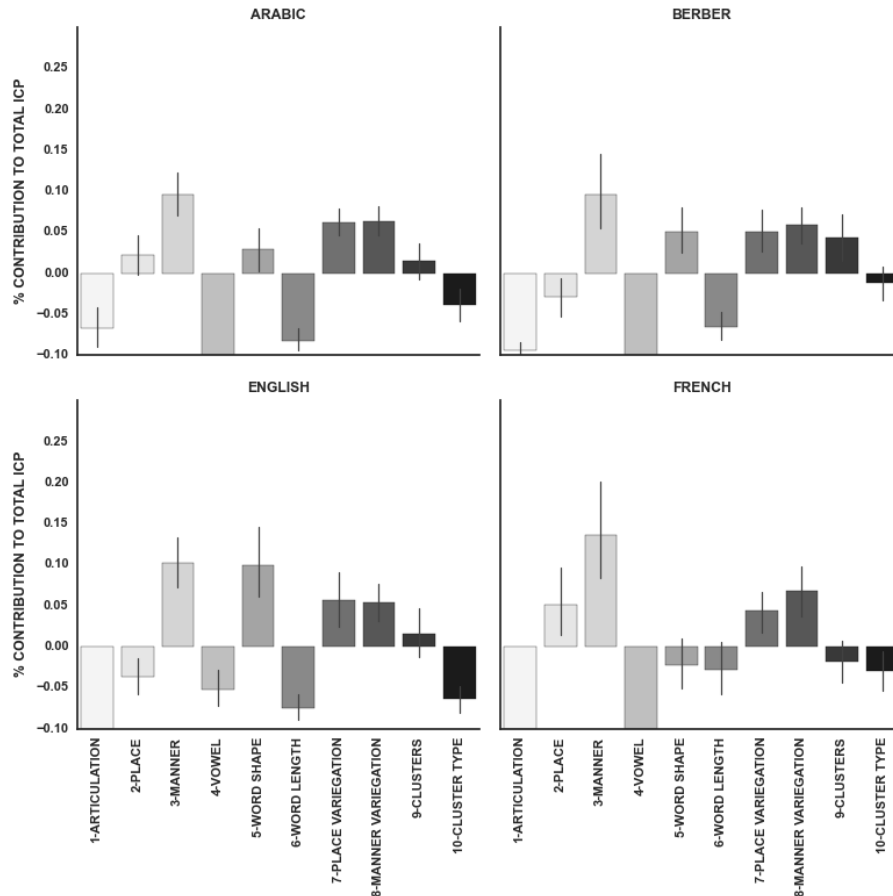 ARABIC
BERBER
% CONTRIBUTION TO TOTAL ICP
0.25
0.20
0.15
0.10
0.05
0.00
−0.05
−0.10
ENGLISH
FRENCH
% CONTRIBUTION TO TOTAL ICP
0.25
0.20
0.15
0.10
0.05
0.00
−0.05
−0.10
1-ARTICULATION
2-PLACE
3-MANNER
4-VOWEL
5-WORD SHAPE
6-WORD LENGTH
7-PLACE VARIEGATION
8-MANNER VARIEGATION
9-CLUSTERS
10-CLUSTER TYPE
1-ARTICULATION
2-PLACE
3-MANNER
4-VOWEL
5-WORD SHAPE
6-WORD LENGTH
7-PLACE VARIEGATION
8-MANNER VARIEGATION
9-CLUSTERS
10-CLUSTER TYPE